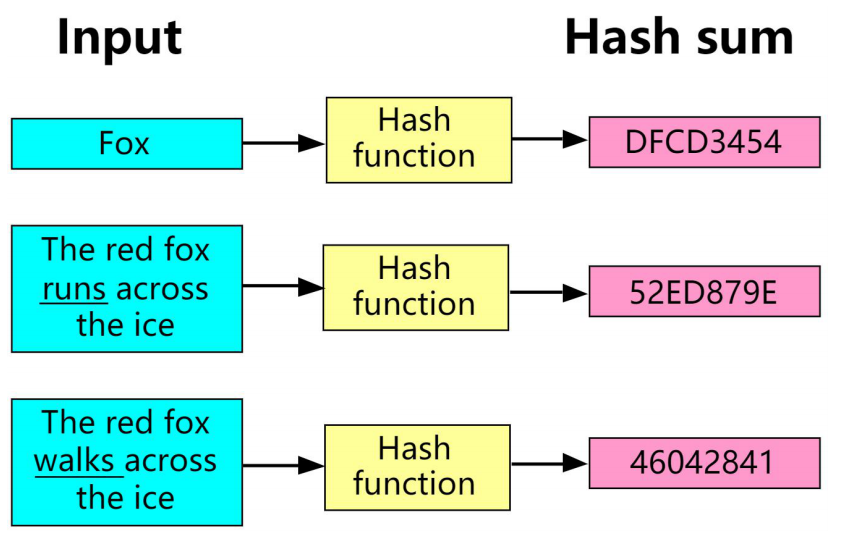 Input
Hash sum
Fox
Hash
function
DFCD3454
The red fox
runs across
the ice
Hash
function
52ED879E
The red fox
walks across
the ice
Hash
function
46042841